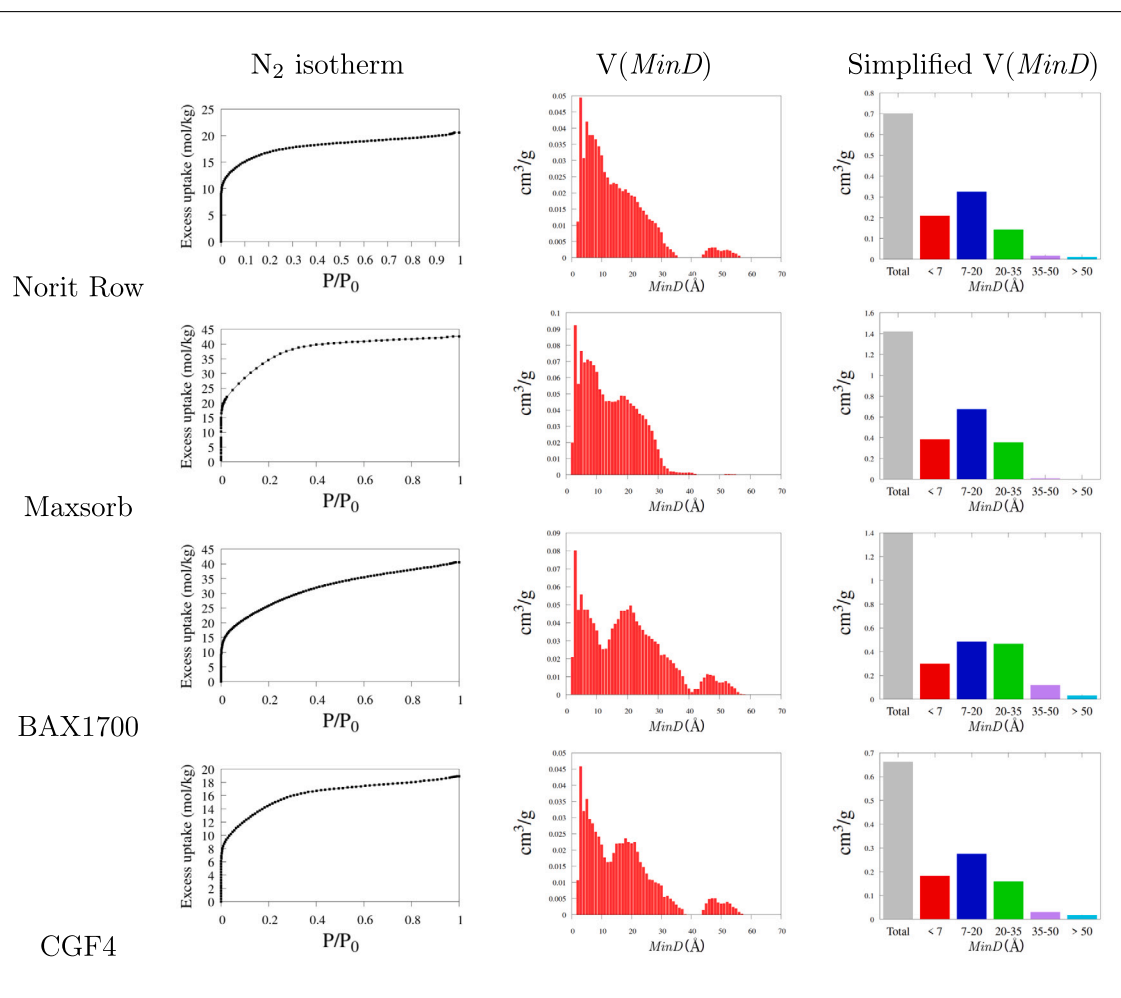 N2 isotherm V(MinD) Simplified V(MinD)
Excess uptake (mol/kg)
25
20
15
10
5
0
0 0.1 0.2 0.3 0.4 0.5 0.6 0.7 0.8 0.9 1
P/P0
cm3/g
0.05
0.045
0.04
0.035
0.03
0.025
0.02
0.015
0.01
0.005
0
0 10 20 30 40 50 60 70
MinD(Å)
cm3/g
0.8
0.7
0.6
0.5
0.4
0.3
0.2
0.1
0
Total < 7 7-20 20-35 35-50 > 50
MinD(Å)
Norit Row
Excess uptake (mol/kg)
45
40
35
30
25
20
15
10
5
0
0 0.2 0.4 0.6 0.8 1
P/P0
cm3/g
0.1
0.09
0.08
0.07
0.06
0.05
0.04
0.03
0.02
0.01
0
0 10 20 30 40 50 60 70
MinD(Å)
cm3/g
1.6
1.4
1.2
1
0.8
0.6
0.4
0.2
0
Total < 7 7-20 20-35 35-50 > 50
MinD(Å)
Maxsorb
Excess uptake (mol/kg)
45
40
35
30
25
20
15
10
5
0
0 0.2 0.4 0.6 0.8 1
P/P0
cm3/g
0.09
0.08
0.07
0.06
0.05
0.04
0.03
0.02
0.01
0
0 10 20 30 40 50 60 70
MinD(Å)
cm3/g
1.4
1.2
1
0.8
0.6
0.4
0.2
0
Total < 7 7-20 20-35 35-50 > 50
MinD(Å)
BAX1700
Excess uptake (mol/kg)
20
18
16
14
12
10
8
6
4
2
0
0 0.2 0.4 0.6 0.8 1
P/P0
cm3/g
0.05
0.045
0.04
0.035
0.03
0.025
0.02
0.015
0.01
0.005
0
0 10 20 30 40 50 60 70
MinD(Å)
cm3/g
0.7
0.6
0.5
0.4
0.3
0.2
0.1
0
Total < 7 7-20 20-35 35-50 > 50
MinD(Å)
CGF4